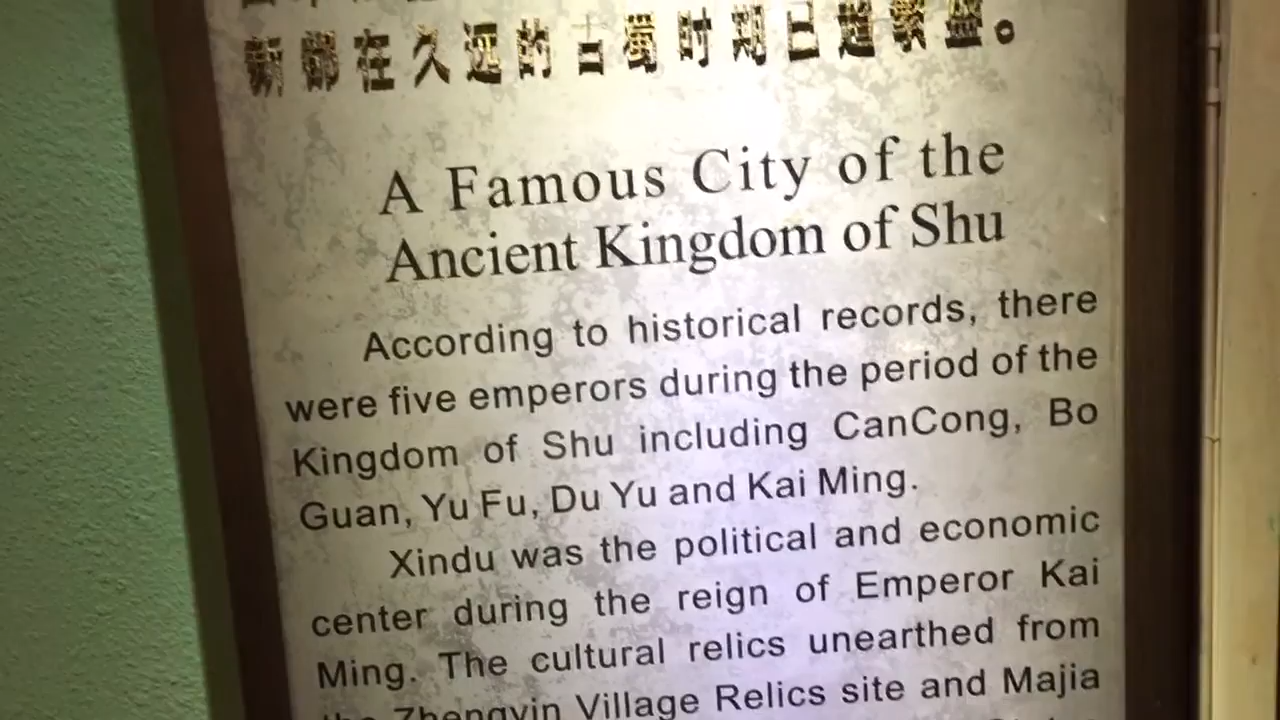 新都在久远的古蜀时期已趋繁盛。
A Famous City of the
Ancient Kingdom of Shu
According to historical records, there
were five emperors during the period of the
Kingdom of Shu including CanCong, Bo
Guan, Yu Fu, Du Yu and Kai Ming.
Xindu was the political and economic
center during the reign of Emperor Kai
Ming. The cultural relics unearthed from
the Zhengyin Village Relics site and Majia